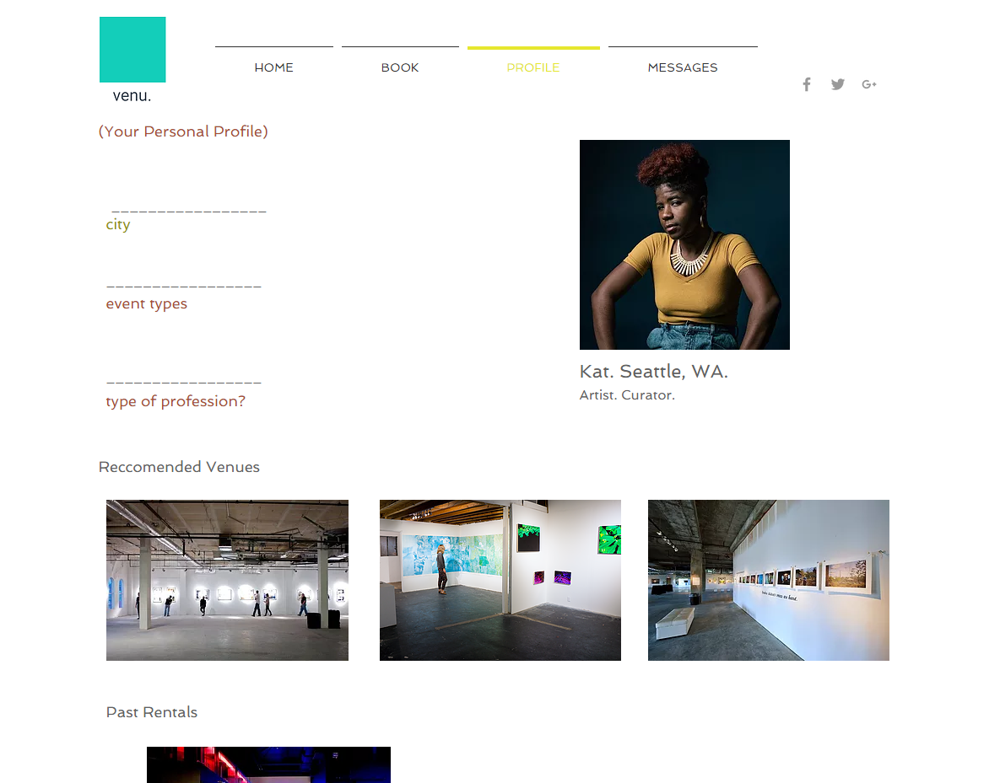 HOME BOOK PROFILE MESSAGES
venu.
(Your Personal Profile)
_________________
city
_________________
event types
_________________
type of profession?
Kat. Seattle, WA.
Artist. Curator.
Reccomended Venues
Past Rentals